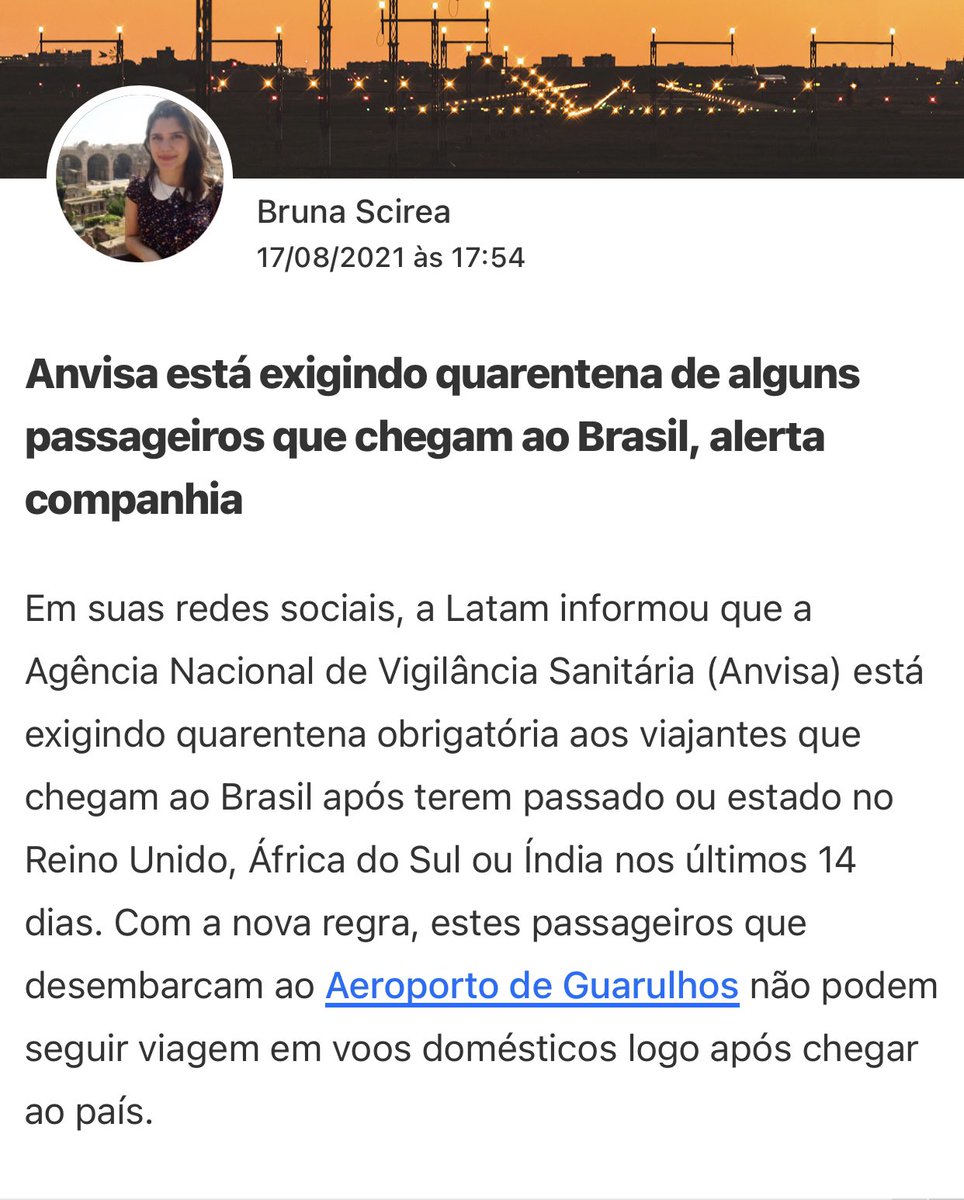 Bruna Scirea
17/08/2021 às 17:54
Anvisa está exigindo quarentena de alguns
passageiros que chegam ao Brasil, alerta
companhia
Em suas redes sociais, a Latam informou que a
Agência Nacional de Vigilância Sanitária (Anvisa) está
exigindo quarentena obrigatória aos viajantes que
chegam ao Brasil após terem passado ou estado no
Reino Unido, África do Sul ou Índia nos últimos 14
dias. Com a nova regra, estes passageiros que
desembarcam ao Aeroporto de Guarulhos não podem
seguir viagem em voos domésticos logo após chegar
ao país.